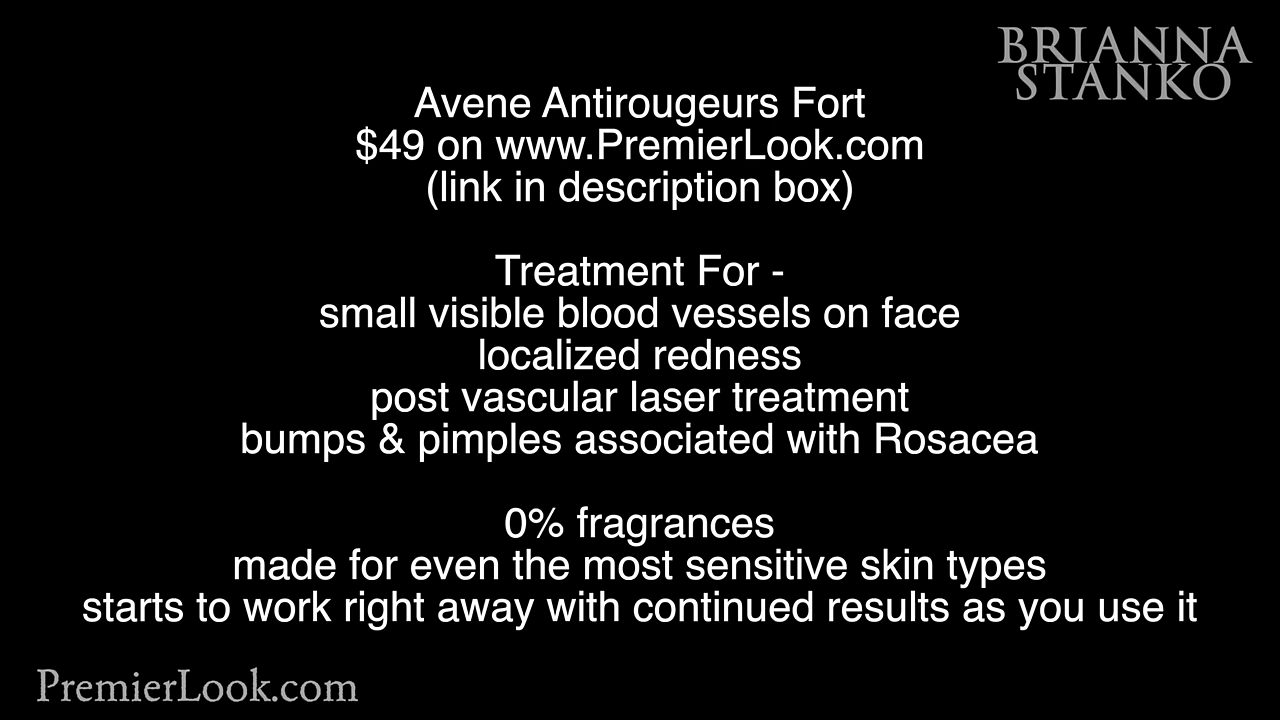 BRIANNA
STANKO
Avene Antirougeurs Fort
$49 on www.PremierLook.com
(link in description box)
Treatment For -
small visible blood vessels on face
localized redness
post vascular laser treatment
bumps & pimples associated with Rosacea
0% fragrances
made for even the most sensitive skin types
starts to work right away with continued results as you use it
PremierLook.com